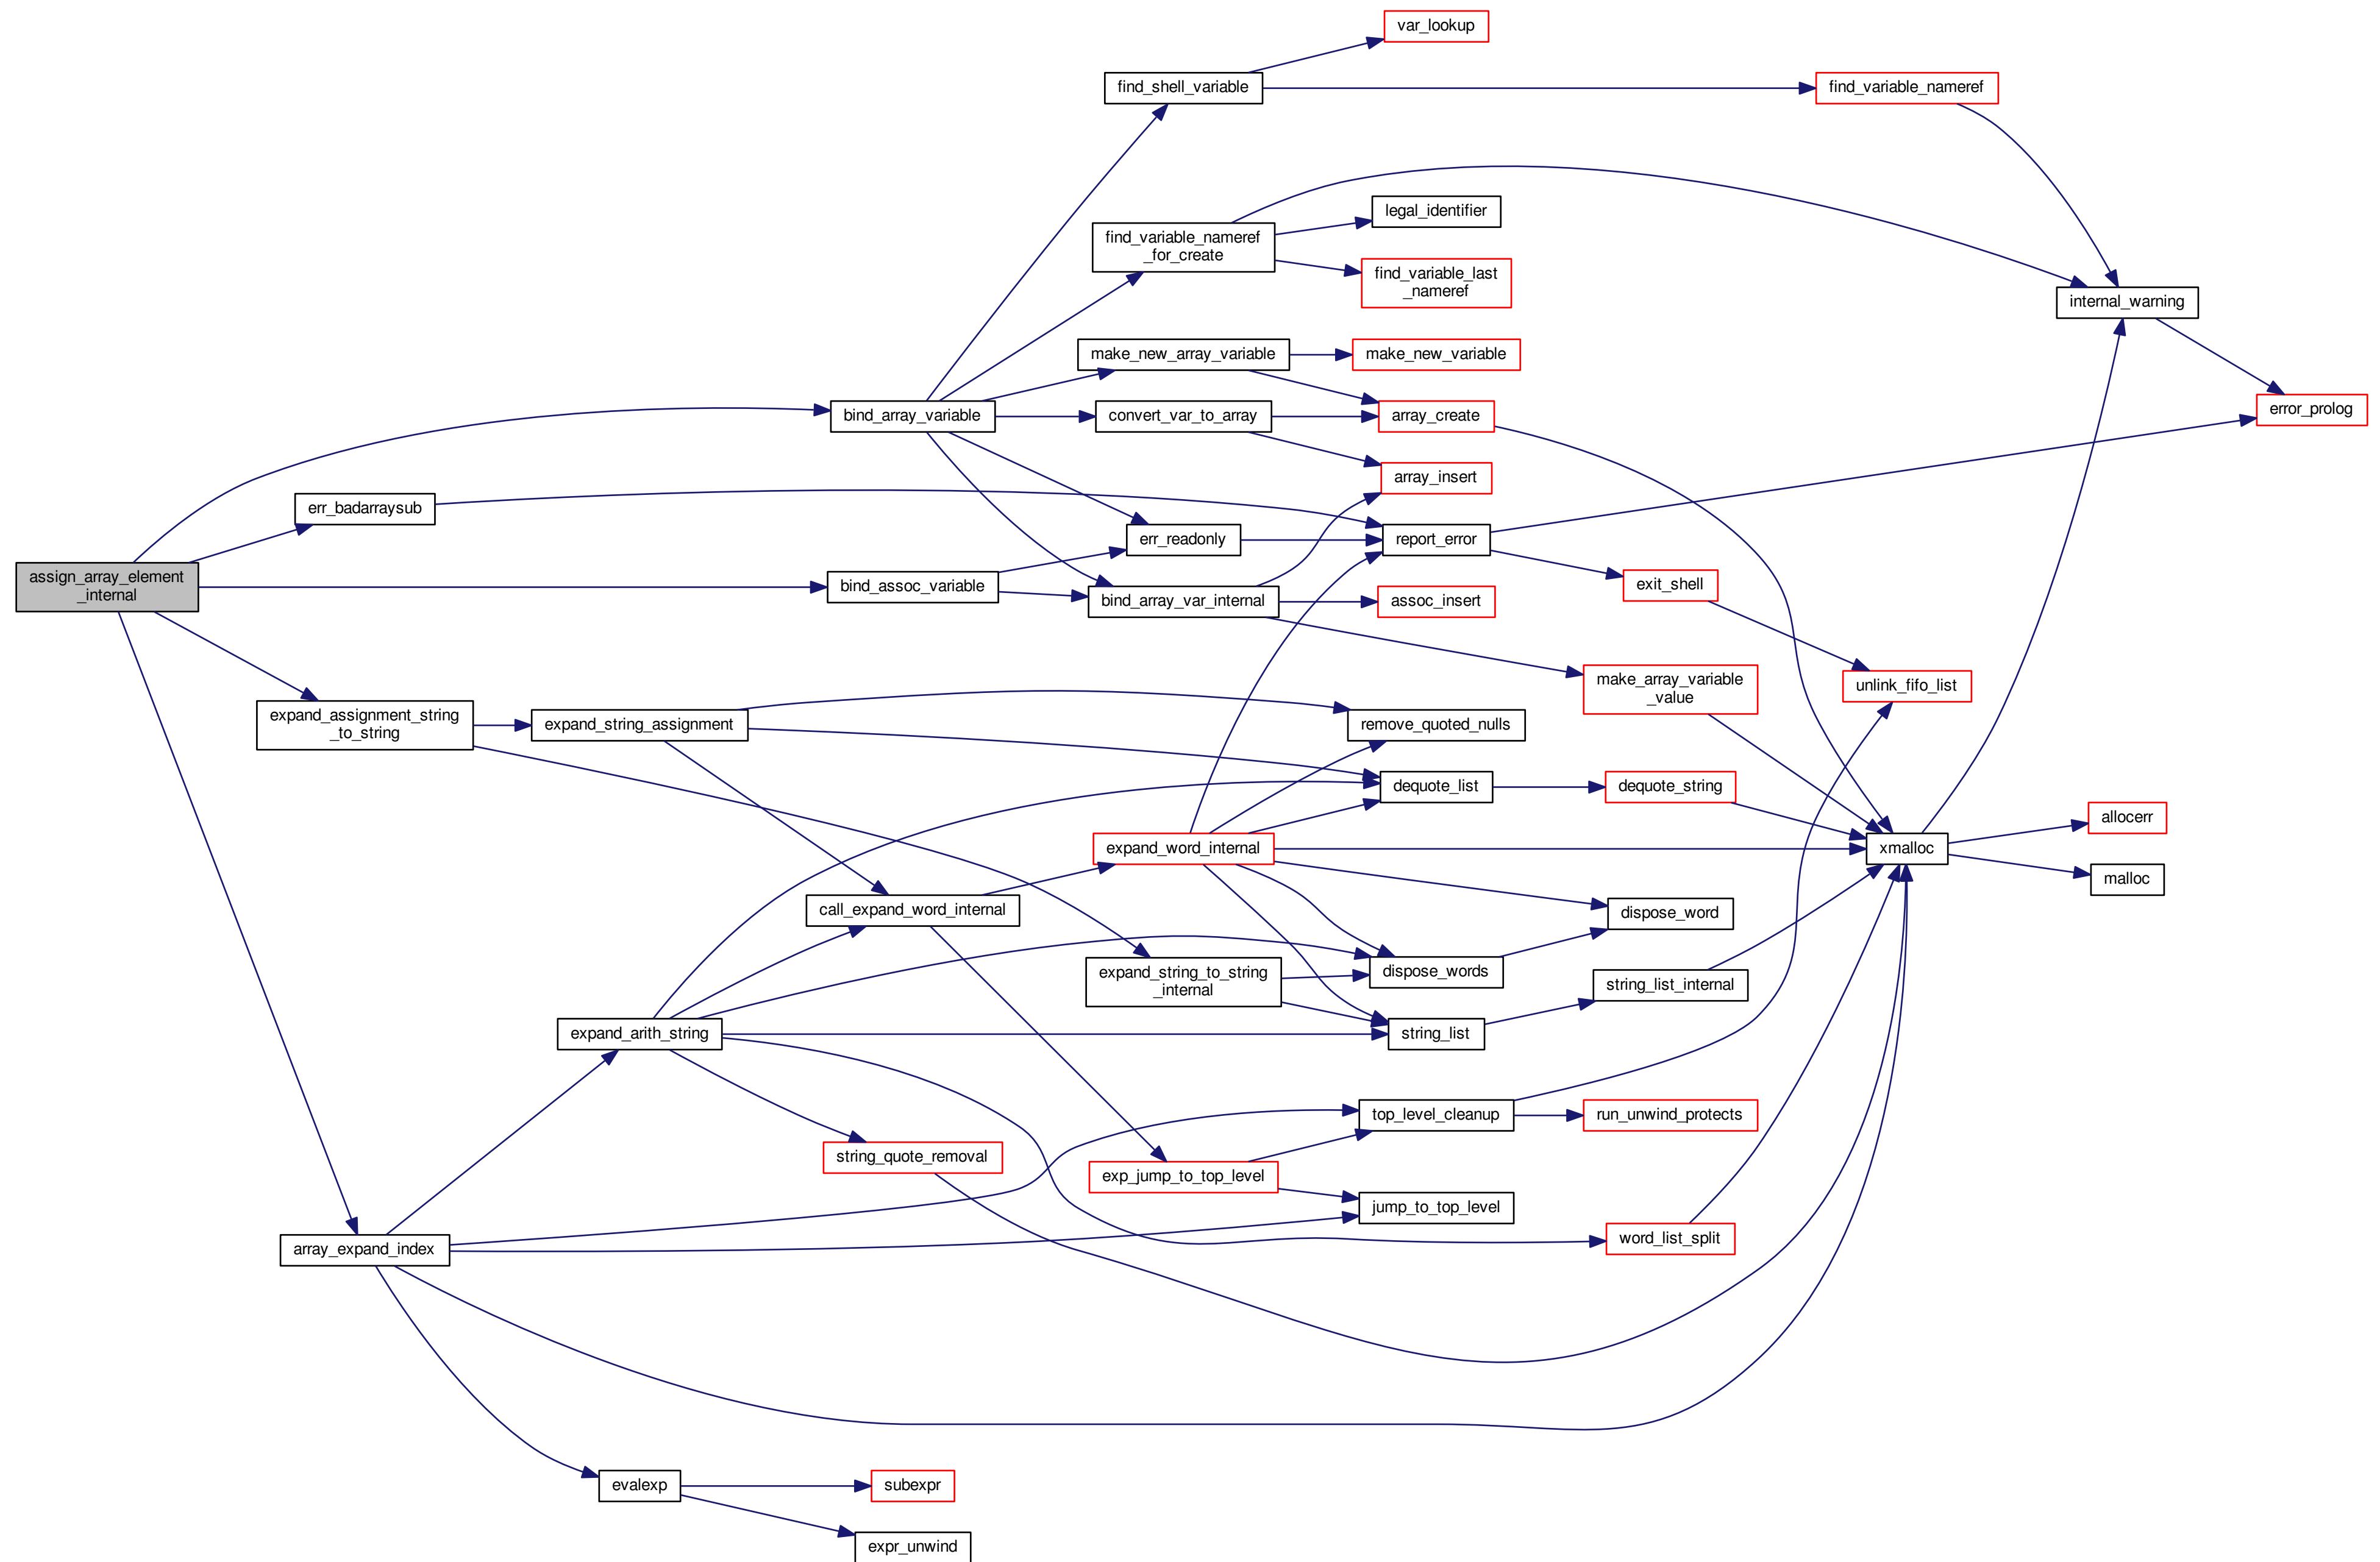 var_lookup
find_shell_variable
find_variable_nameref
legal_identifier
find_variable_nameref
_for_create
find_variable_last
_nameref
internal_warning
make_new_array_variable
make_new_variable
error_prolog
bind_array_variable
convert_var_to_array
array_create
array_insert
err_badarraysub
err_readonly
report_error
assign_array_element
_internal
bind_assoc_variable
exit_shell
bind_array_var_internal
assoc_insert
make_array_variable
_value
unlink_fifo_list
expand_assignment_string
_to_string
expand_string_assignment
remove_quoted_nulls
dequote_list
dequote_string
allocerr
expand_word_internal
xmalloc
malloc
call_expand_word_internal
dispose_word
expand_string_to_string
_internal
dispose_words
string_list_internal
expand_arith_string
string_list
top_level_cleanup
run_unwind_protects
string_quote_removal
exp_jump_to_top_level
jump_to_top_level
array_expand_index
word_list_split
evalexp
subexpr
expr_unwind